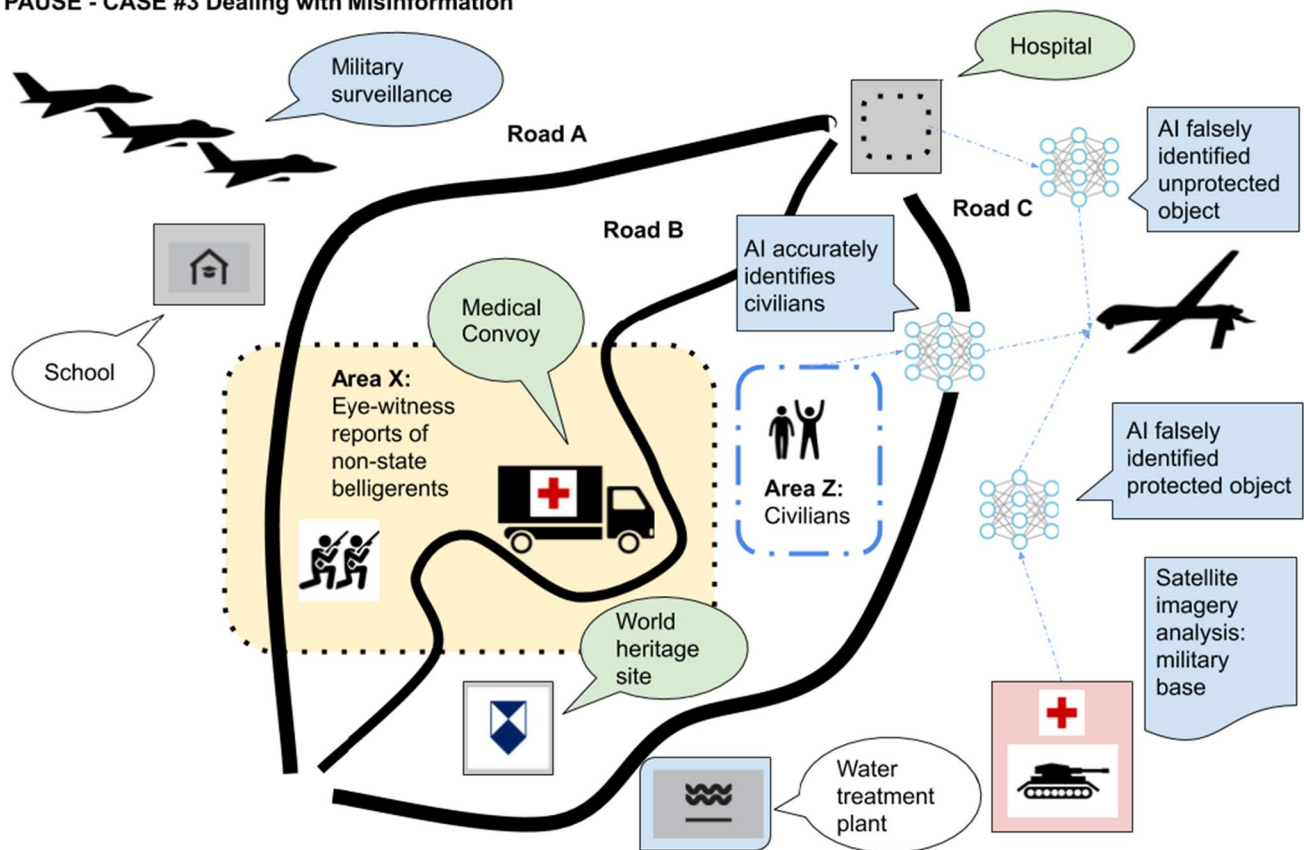 PAUSE - CASE #3 Dealing with Misinformation
Military
surveillance
Hospital
Road A
AI falsely
identified
unprotected
object
Road C
Road B
AI accurately
identifies
civilians
Medical
Convoy
School
Area X:
Eye-witness
reports of
non-state
belligerents
Area Z:
Civilians
AI falsely
identified
protected object
Satellite
imagery
analysis:
military
base
World
heritage
site
Water
treatment
plant